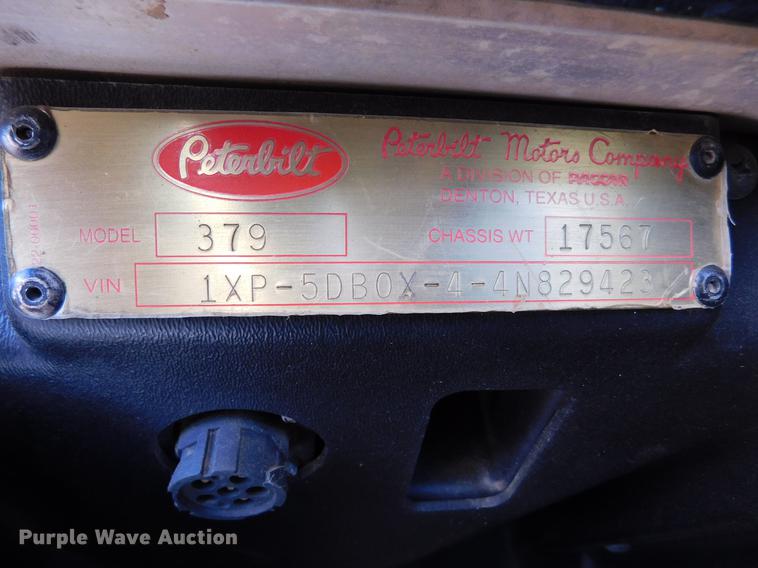 Peterbilt
Peterbilt Motors Company
A DIVISION OF PACCAR
DENTON, TEXAS U.S.A.
MODEL 379 CHASSIS WT 17567
VIN 1XP-5DB0X-4-4N829423
Purple Wave Auction